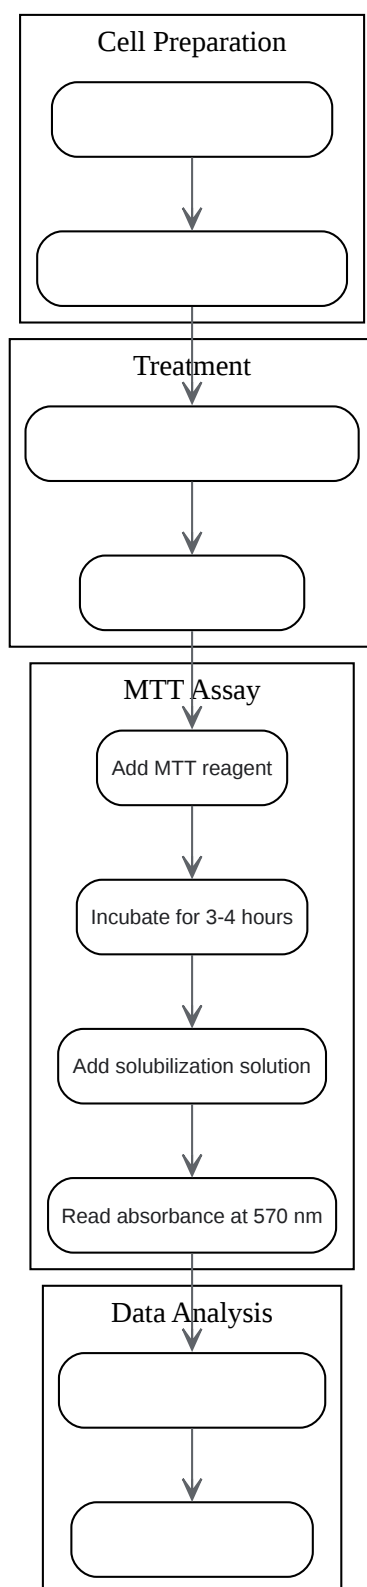 Cell Preparation
Treatment
MTT Assay
Add MTT reagent
Incubate for 3-4 hours
Add solubilization solution
Read absorbance at 570 nm
Data Analysis